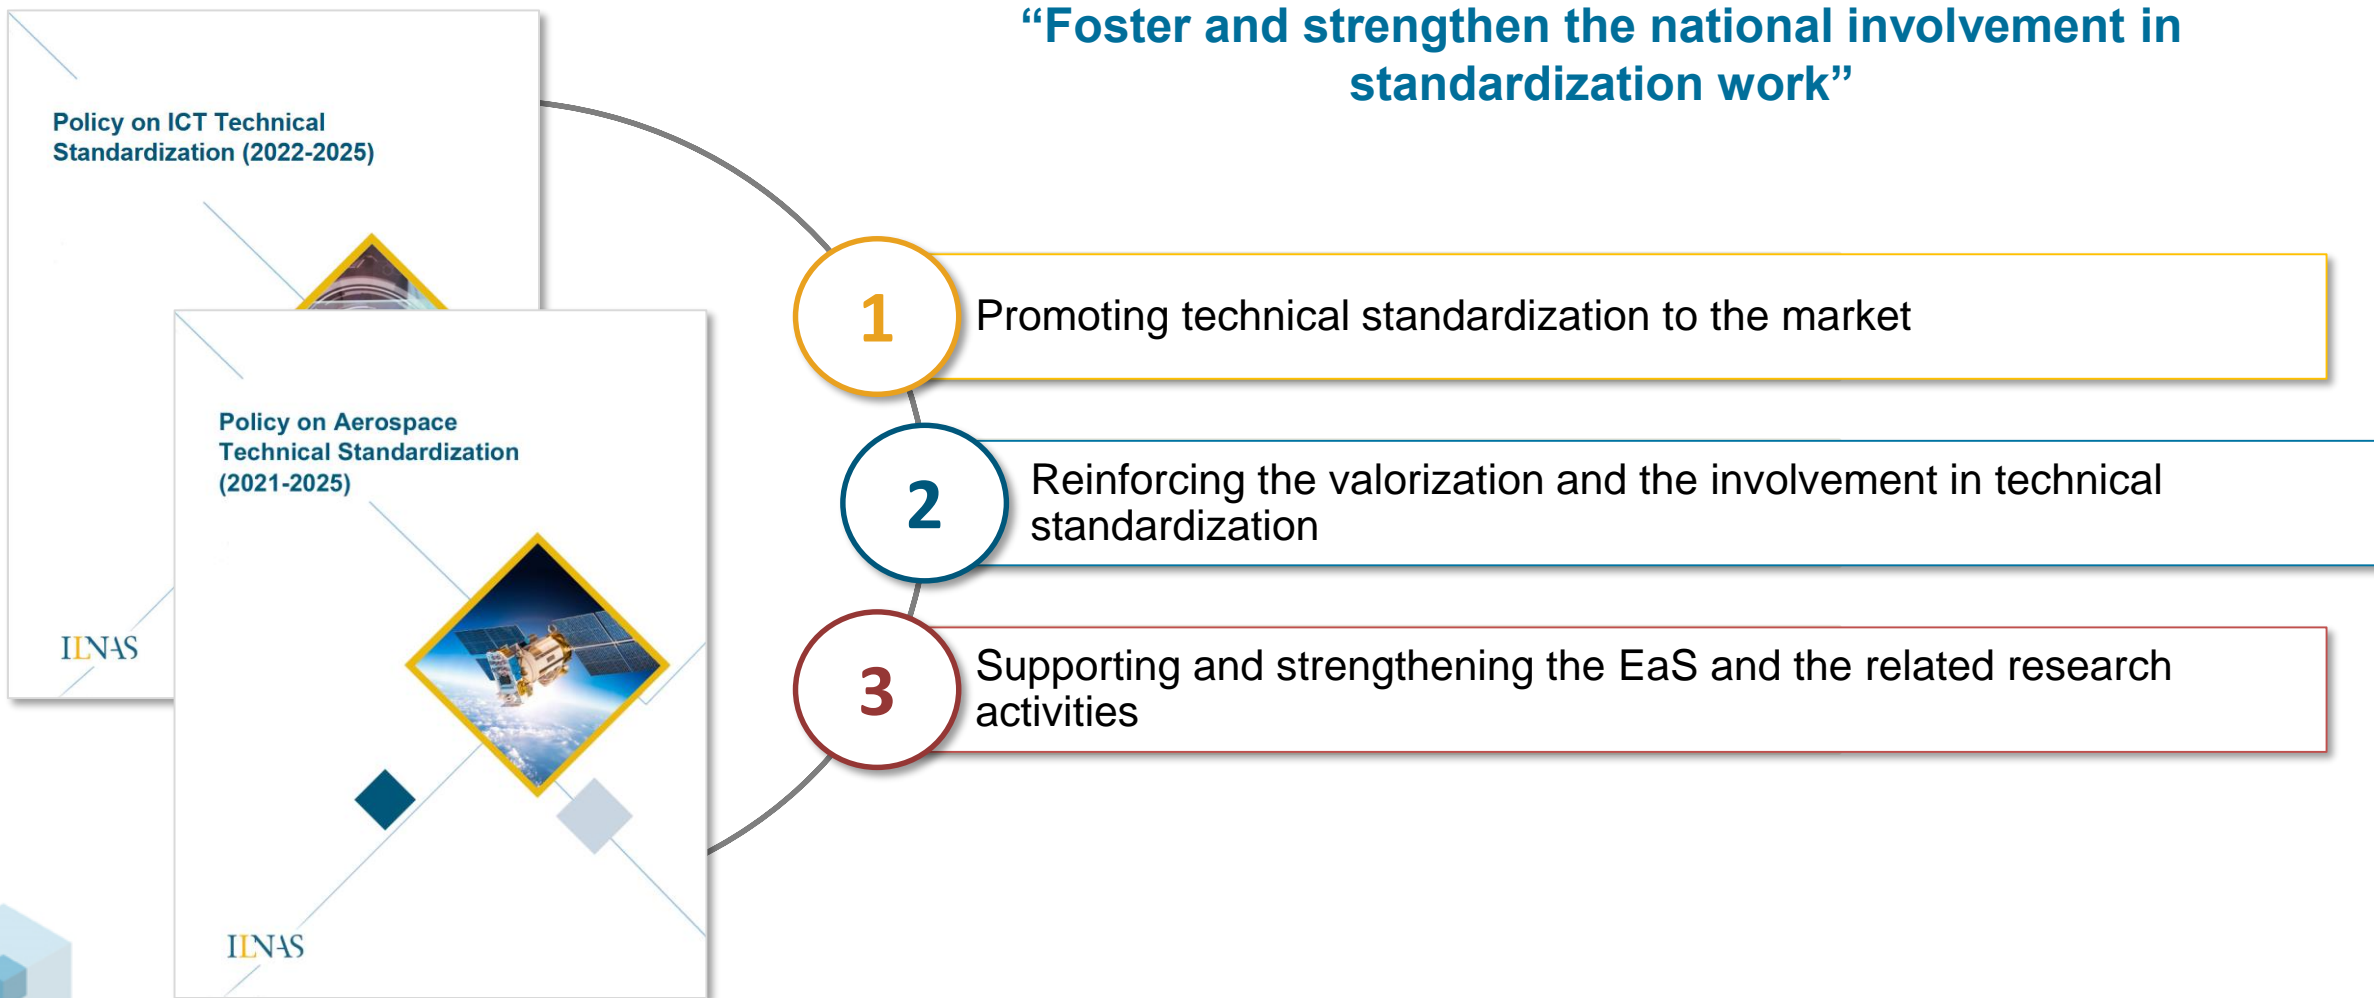 “Foster and strengthen the national involvement in
standardization work”
Policy on ICT Technical
Standardization (2022-2025)
ILNAS
Policy on Aerospace
Technical Standardization
(2021-2025)
ILNAS
1
Promoting technical standardization to the market
2
Reinforcing the valorization and the involvement in technical
standardization
3
Supporting and strengthening the EaS and the related research
activities